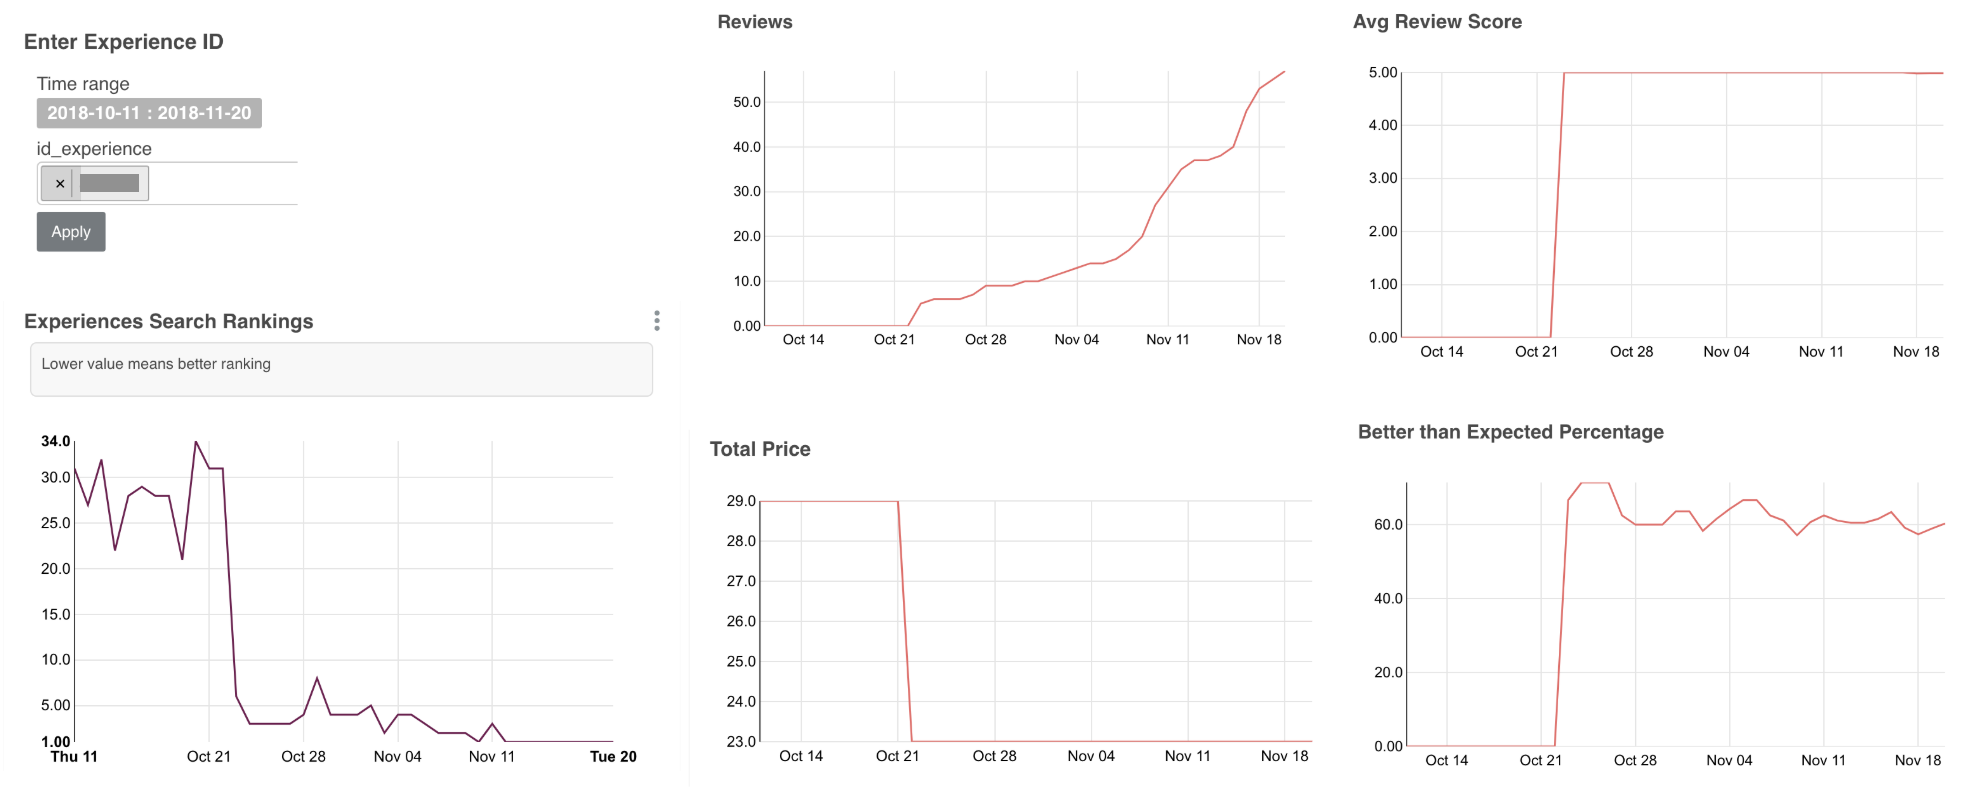 Enter Experience ID
Time range
2018-10-11 : 2018-11-20
id_experience
×
Apply
Experiences Search Rankings
Lower value means better ranking
34.0
30.0
25.0
20.0
15.0
10.0
5.00
1.00
Thu 11 Oct 21 Oct 28 Nov 04 Nov 11 Tue 20
Reviews
50.0
40.0
30.0
20.0
10.0
0.00
Oct 14 Oct 21 Oct 28 Nov 04 Nov 11 Nov 18
Total Price
29.0
28.0
27.0
26.0
25.0
24.0
23.0
Oct 14 Oct 21 Oct 28 Nov 04 Nov 11 Nov 18
Avg Review Score
5.00
4.00
3.00
2.00
1.00
0.00
Oct 14 Oct 21 Oct 28 Nov 04 Nov 11 Nov 18
Better than Expected Percentage
60.0
40.0
20.0
0.00
Oct 14 Oct 21 Oct 28 Nov 04 Nov 11 Nov 18